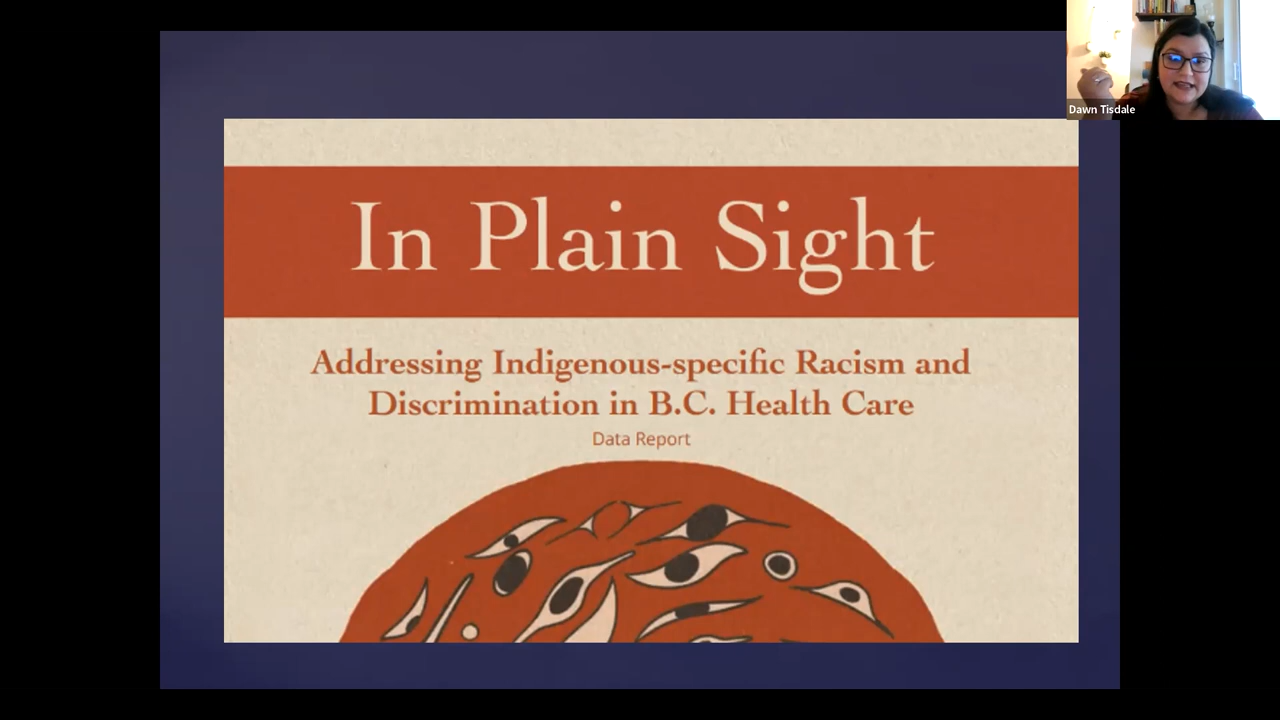 In Plain Sight
Addressing Indigenous-specific Racism and
Discrimination in B.C. Health Care
Data Report
Dawn Tisdale